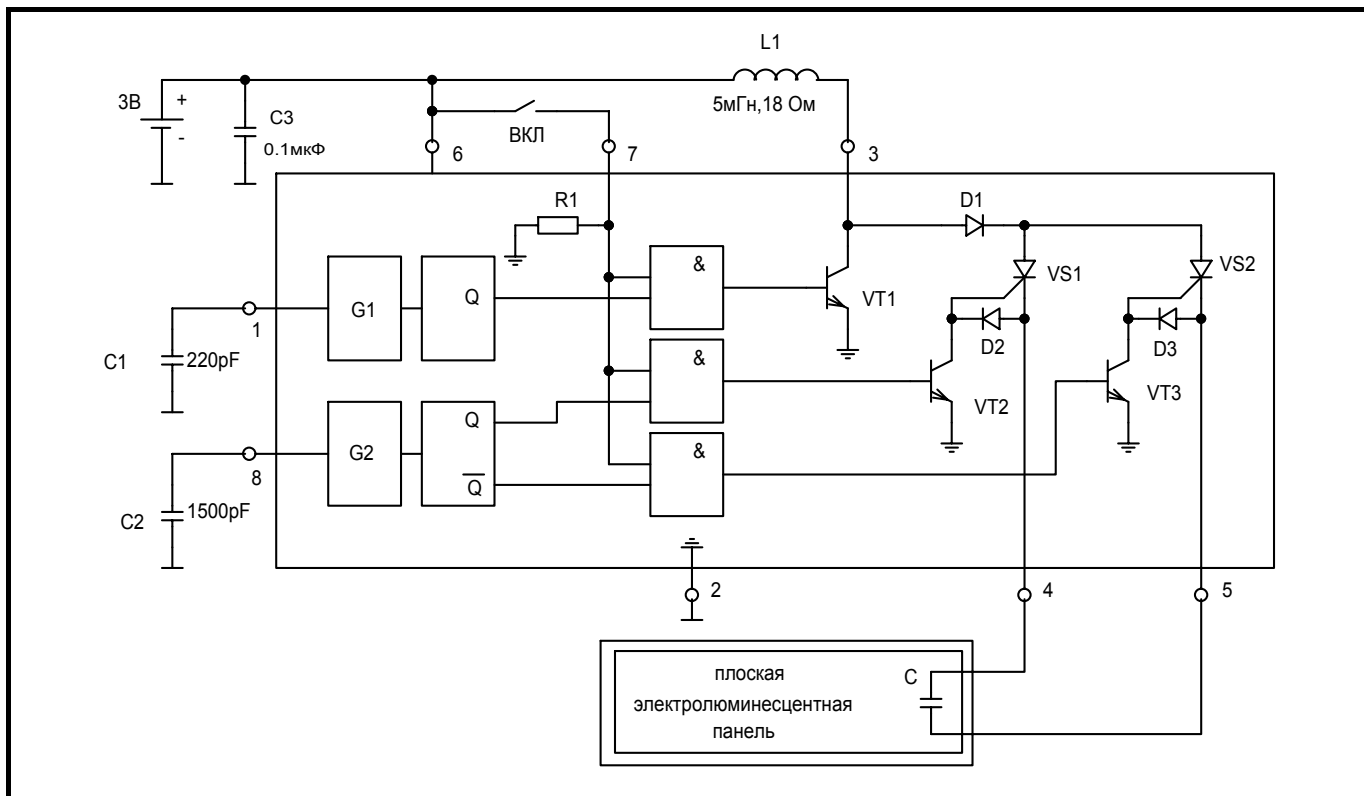 L1
3В
+
-
C3
0.1мкФ
5мГн,18 Ом
ВКЛ
6
7
3
R1
D1
&
VS1
VS2
Q
G1
VT1
1
C1
220pF
D2
D3
&
VT2
VT3
Q
G2
&
8
Q
C2
1500pF
2
4
5
плоская
C
электролюминесцентная
панель